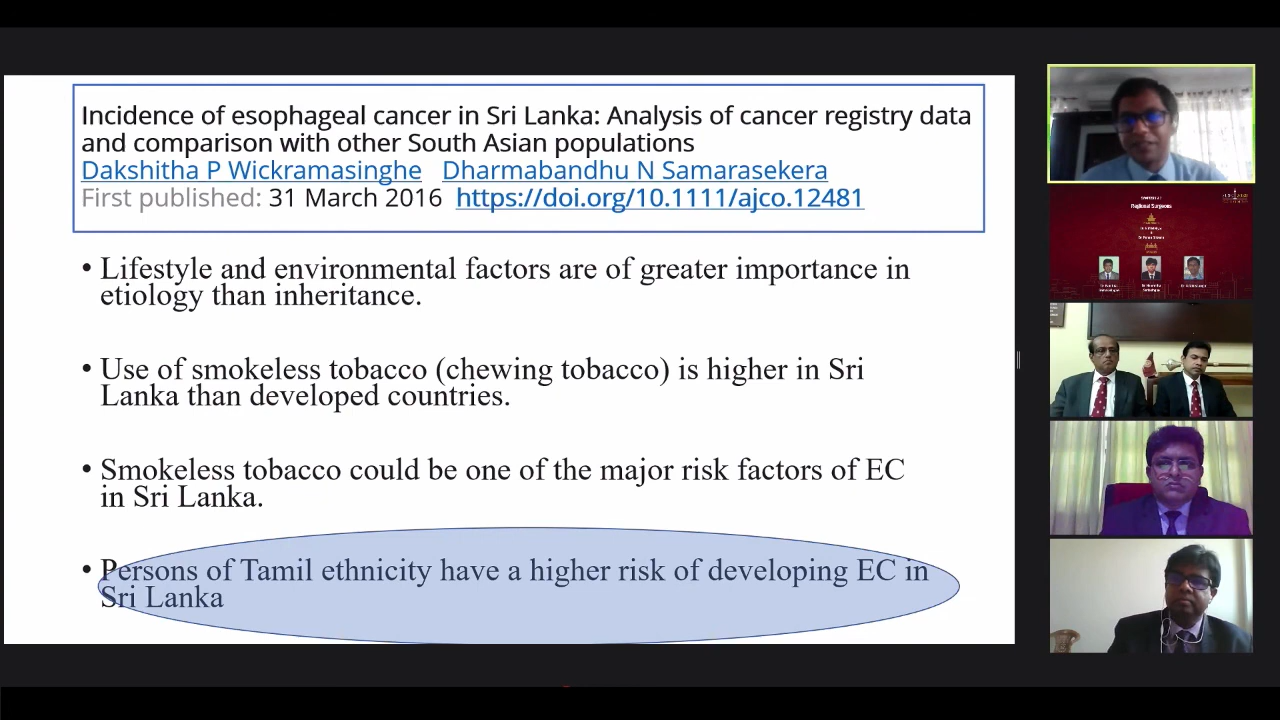 Incidence of esophageal cancer in Sri Lanka: Analysis of cancer registry data
and comparison with other South Asian populations
Dakshitha P Wickramasinghe Dharmabandhu N Samarasekera
First published: 31 March 2016 https://doi.org/10.1111/ajco.12481
• Lifestyle and environmental factors are of greater importance in
etiology than inheritance.
• Use of smokeless tobacco (chewing tobacco) is higher in Sri
Lanka than developed countries.
• Smokeless tobacco could be one of the major risk factors of EC
in Sri Lanka.
• Persons of Tamil ethnicity have a higher risk of developing EC in
Sri Lanka
Regional Surgeons